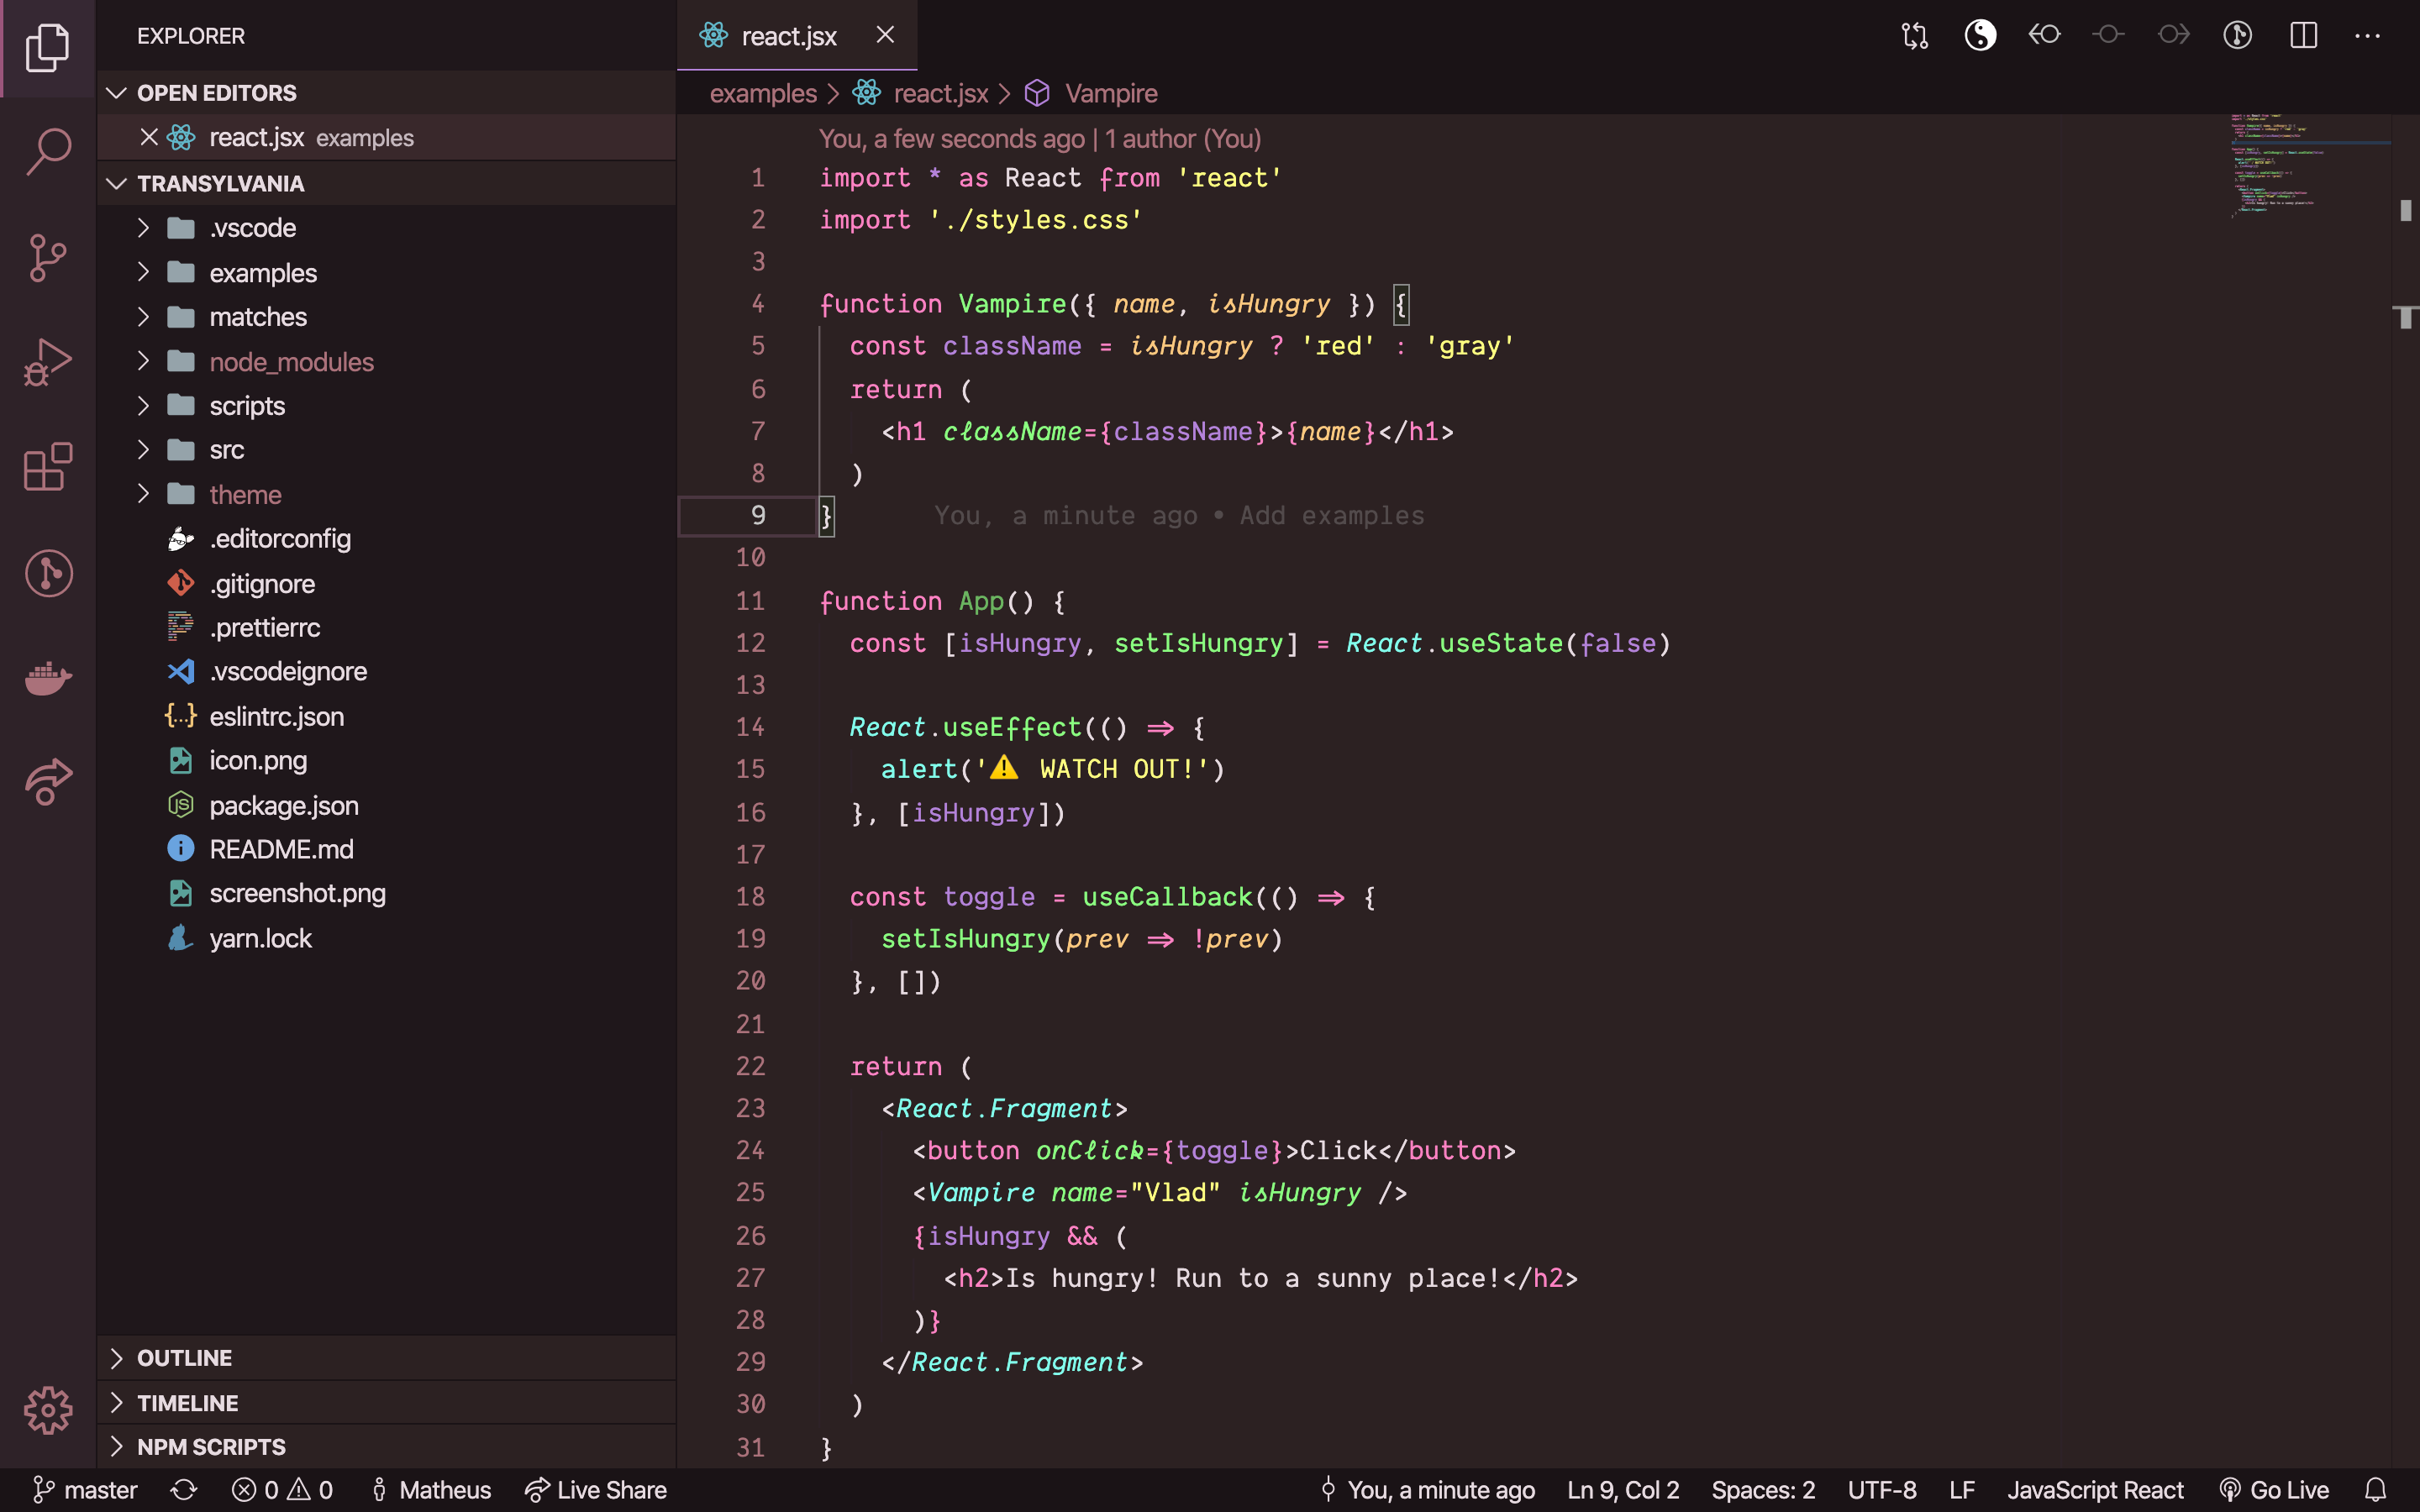 EXPLORER
OPEN EDITORS
react.jsx examples
TRANSYLVANIA
.vscode
examples
matches
node_modules
scripts
src
theme
.editorconfig
.gitignore
.prettierrc
.vscodeignore
eslintrc.json
icon.png
package.json
README.md
screenshot.png
yarn.lock
OUTLINE
TIMELINE
NPM SCRIPTS
react.jsx
examples > react.jsx > Vampire
You, a few seconds ago | 1 author (You)
1 import * as React from 'react'
2 import './styles.css'
3
4 function Vampire({ name, isHungry }) {
5 const className = isHungry ? 'red' : 'gray'
6 return (
7 <h1 className={className}>{name}</h1>
8 )
9 } You, a minute ago • Add examples
10
11 function App() {
12 const [isHungry, setIsHungry] = React.useState(false)
13
14 React.useEffect(() => {
15 alert('⚠️ WATCH OUT!')
16 }, [isHungry])
17
18 const toggle = useCallback(() => {
19 setIsHungry(prev => !prev)
20 }, [])
21
22 return (
23 <React.Fragment>
24 <button onClick={toggle}>Click</button>
25 <Vampire name="Vlad" isHungry />
26 {isHungry && (
27 <h2>Is hungry! Run to a sunny place!</h2>
28 )}
29 </React.Fragment>
30 )
31 }
master 0 0 Matheus Live Share You, a minute ago Ln 9, Col 2 Spaces: 2 UTF-8 LF JavaScript React Go Live